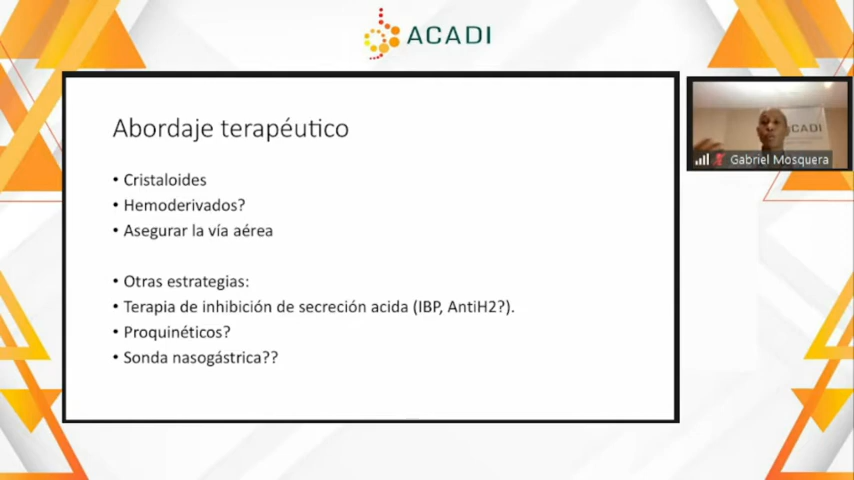 ACADI
Abordaje terapéutico
• Cristaloides
• Hemoderivados?
• Asegurar la vía aérea
• Otras estrategias:
• Terapia de inhibición de secreción acida (IBP, AntiH2?).
• Proquinéticos?
• Sonda nasogástrica??
CADI
Gabriel Mosquera